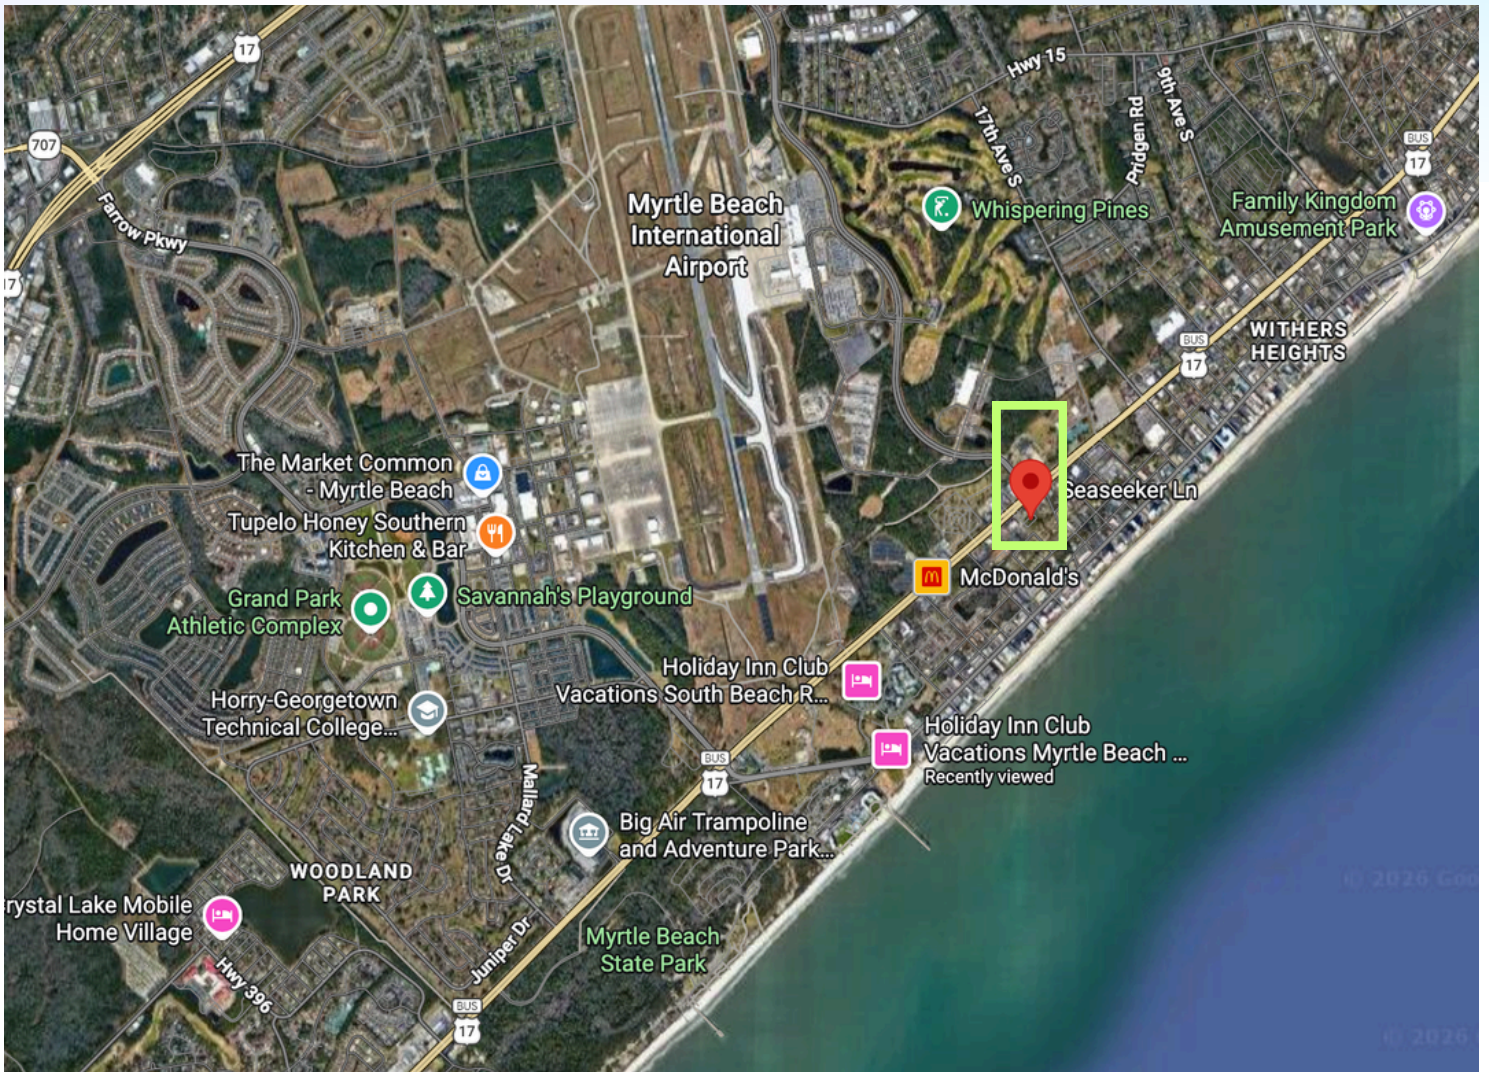 17
Hwy 15
9th Ave S
707
17th Ave S
Pridgen Rd
BUS
17
Farrow Pkwy
Myrtle Beach
International
Airport
Whispering Pines
Family Kingdom
Amusement Park
17
BUS
17
WITHERS
HEIGHTS
The Market Common
- Myrtle Beach
Seaseeker Ln
Tupelo Honey Southern
Kitchen & Bar
McDonald's
Grand Park
Athletic Complex
Savannah's Playground
Holiday Inn Club
Vacations South Beach R...
Horry-Georgetown
Technical College...
Holiday Inn Club
Vacations Myrtle Beach ...
Recently viewed
BUS
17
Mallard Lake Dr
Big Air Trampoline
and Adventure Park...
WOODLAND
PARK
© 2026 Goo
rystal Lake Mobile
Home Village
Juniper Dr
Myrtle Beach
State Park
Hwy 396
BUS
17
© 2026